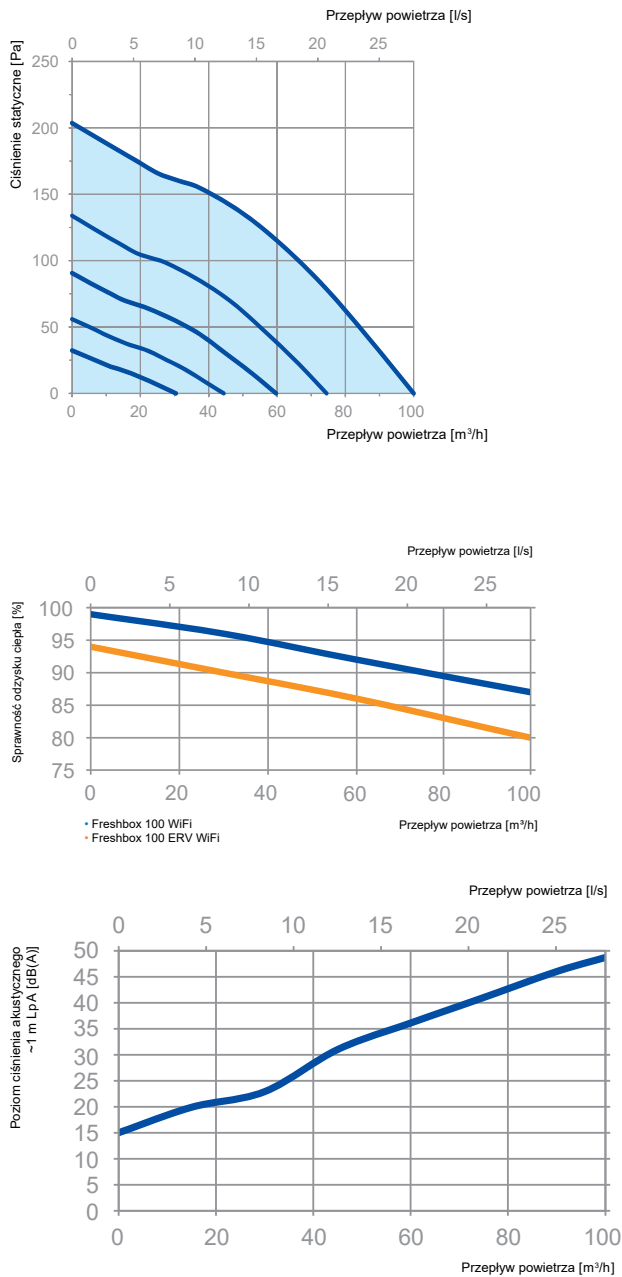 Przepływ powietrza [l/s]
0 5 10 15 20 25
Ciśnienie statyczne [Pa]
250
200
150
100
50
0
0 20 40 60 80 100
Przepływ powietrza [m³/h]
Przepływ powietrza [l/s]
0 5 10 15 20 25
Sprawność odzysku ciepła [%]
100
95
90
85
80
75
0 20 40 60 80 100
• Freshbox 100 WiFi
• Freshbox 100 ERV WiFi
Przepływ powietrza [m³/h]
Przepływ powietrza [l/s]
0 5 10 15 20 25
Poziom ciśnienia akustycznego
~1 m LpA [dB(A)]
50
45
40
35
30
25
20
15
10
5
0
0 20 40 60 80 100
Przepływ powietrza [m³/h]